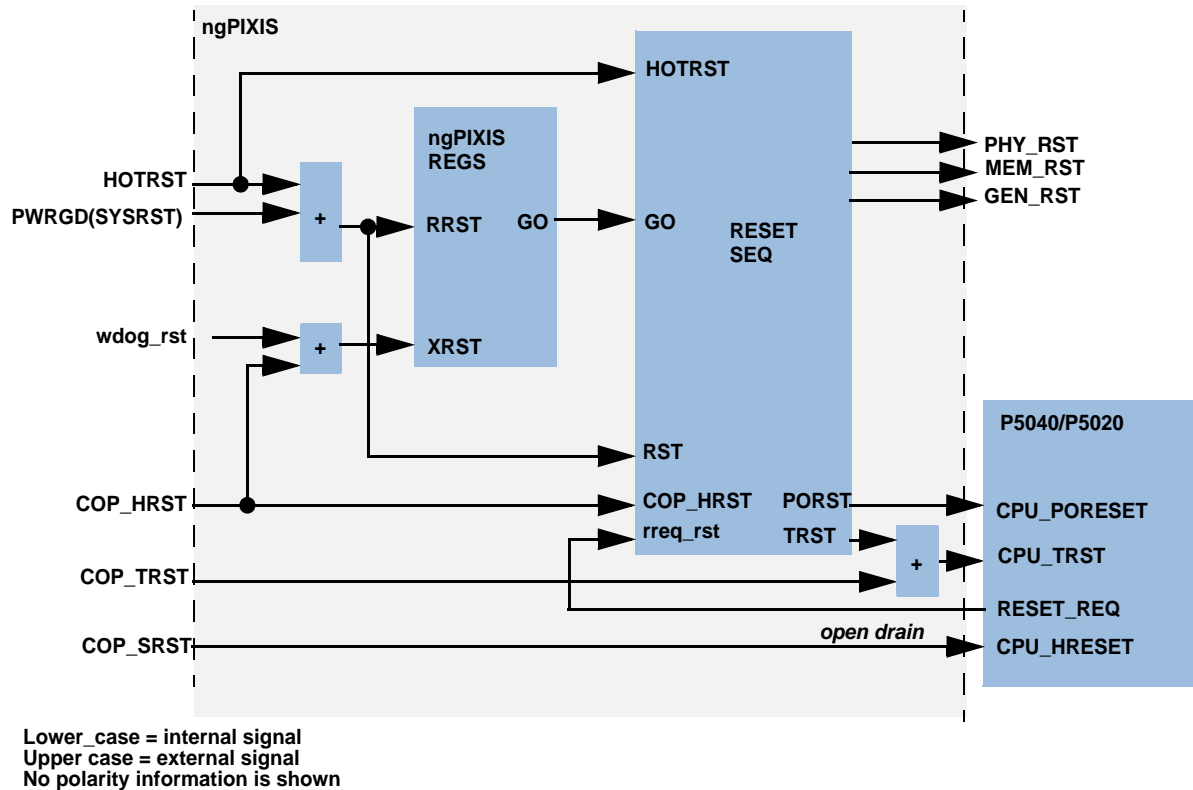 ngPIXIS
HOTRST
ngPIXIS
REGS
PHY_RST
MEM_RST
GEN_RST
HOTRST
PWRGD(SYSRST)
+
RRST
GO
GO
RESET
SEQ
wdog_rst
+
XRST
P5040/P5020
RST
COP_HRST
COP_HRST
PORST
CPU_PORESET
rreq_rst
TRST
+
CPU_TRST
COP_TRST
RESET_REQ
open drain
COP_SRST
CPU_HRESET
Lower_case = internal signal
Upper case = external signal
No polarity information is shown